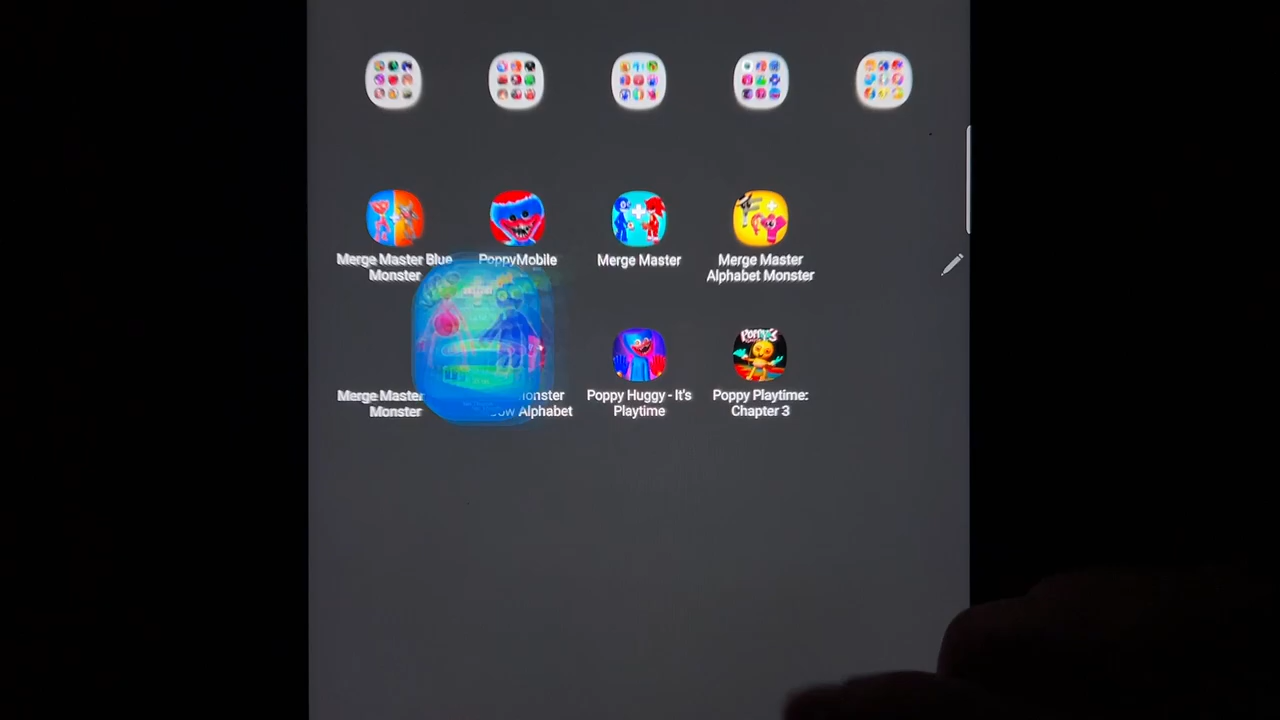 Merge Master Blue
Monster
PoppyMobile
Merge Master
Merge Master
Alphabet Monster
Merge Master
Monster
Monster
Alphabet
Poppy Huggy - It's
Playtime
Poppy Playtime:
Chapter 3